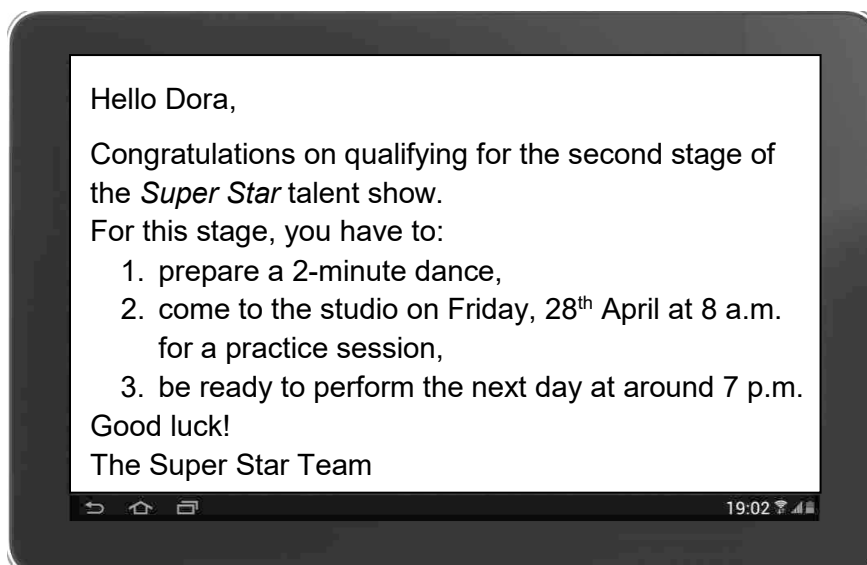 Hello Dora,
Congratulations on qualifying for the second stage of
the Super Star talent show.
For this stage, you have to:
1. prepare a 2-minute dance,
2. come to the studio on Friday, 28th April at 8 a.m.
for a practice session,
3. be ready to perform the next day at around 7 p.m.
Good luck!
The Super Star Team
19:02